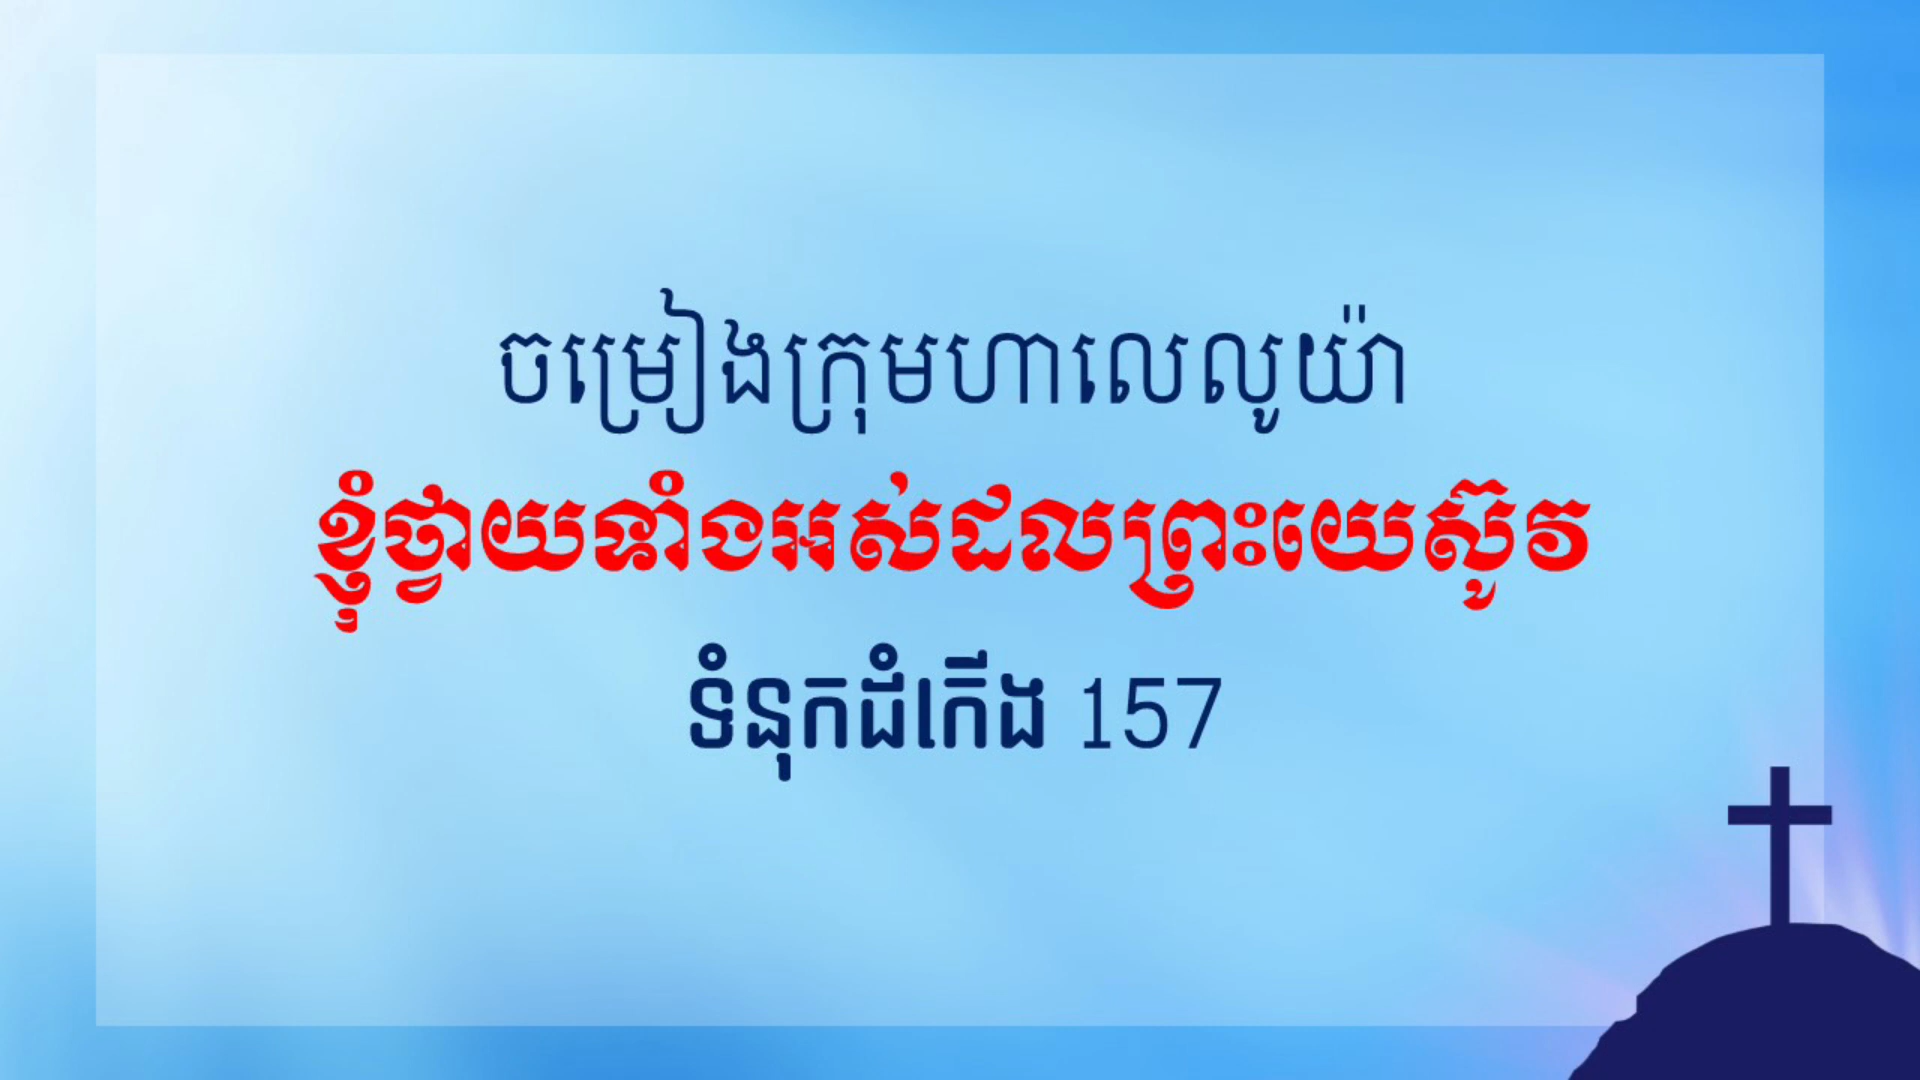 ចម្រៀងក្រុមហាលេលូយ៉ា
ខ្ញុំថ្វាយទាំងអស់ដលព្រះយេស៊ូវ
ទំនុកដំកើង 157